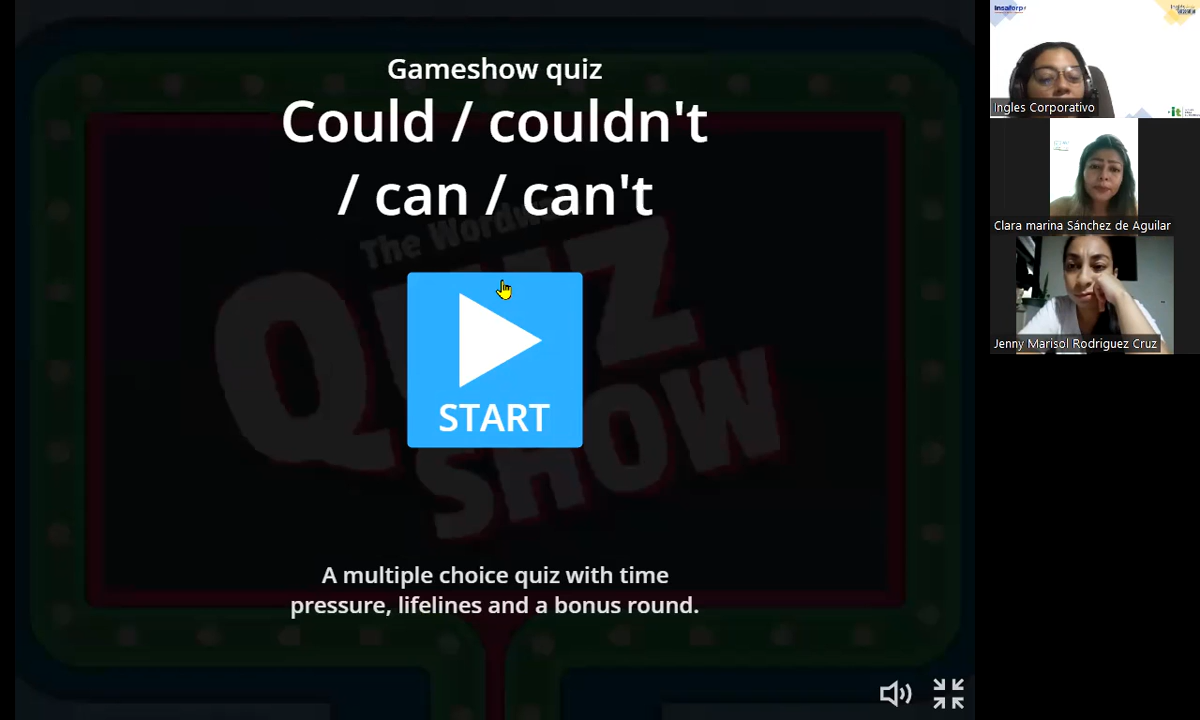 Gameshow quiz
Could / couldn't
/ can / can't
The Wordwall
QUIZ
SHOW
START
A multiple choice quiz with time
pressure, lifelines and a bonus round.
Insaforp
Ingles Corporativo
Clara marina Sánchez de Aguilar
Jenny Marisol Rodriguez Cruz